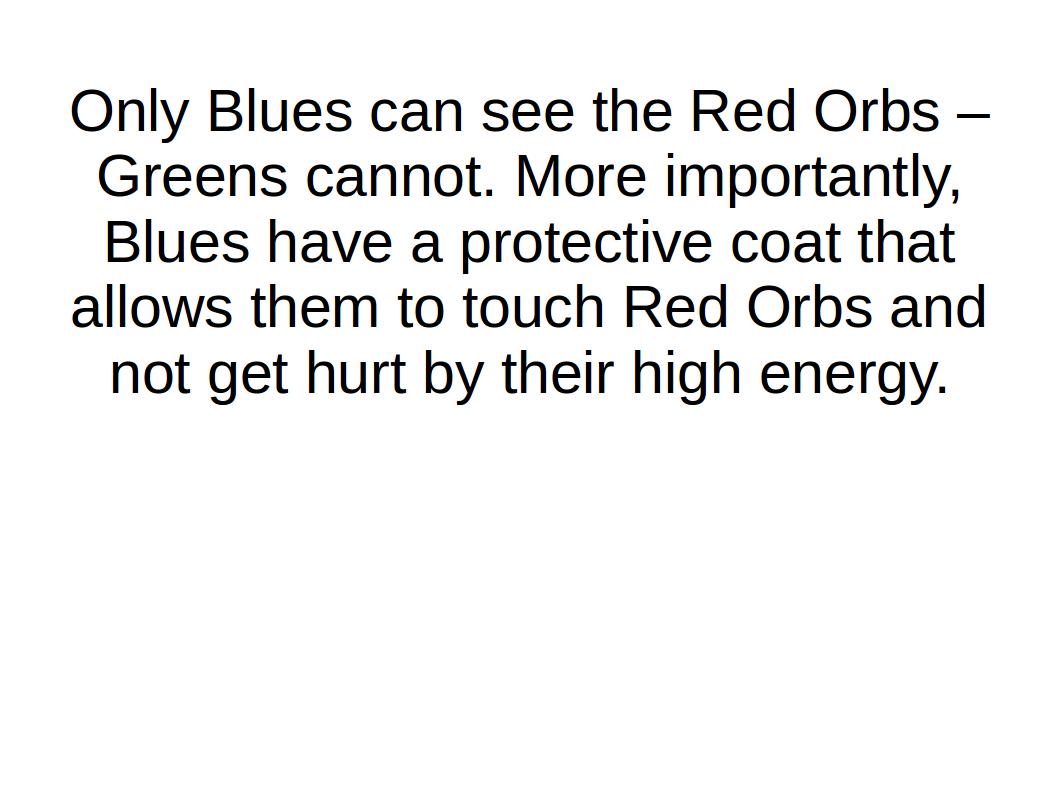 Only Blues can see the Red Orbs –
Greens cannot. More importantly,
Blues have a protective coat that
allows them to touch Red Orbs and
not get hurt by their high energy.